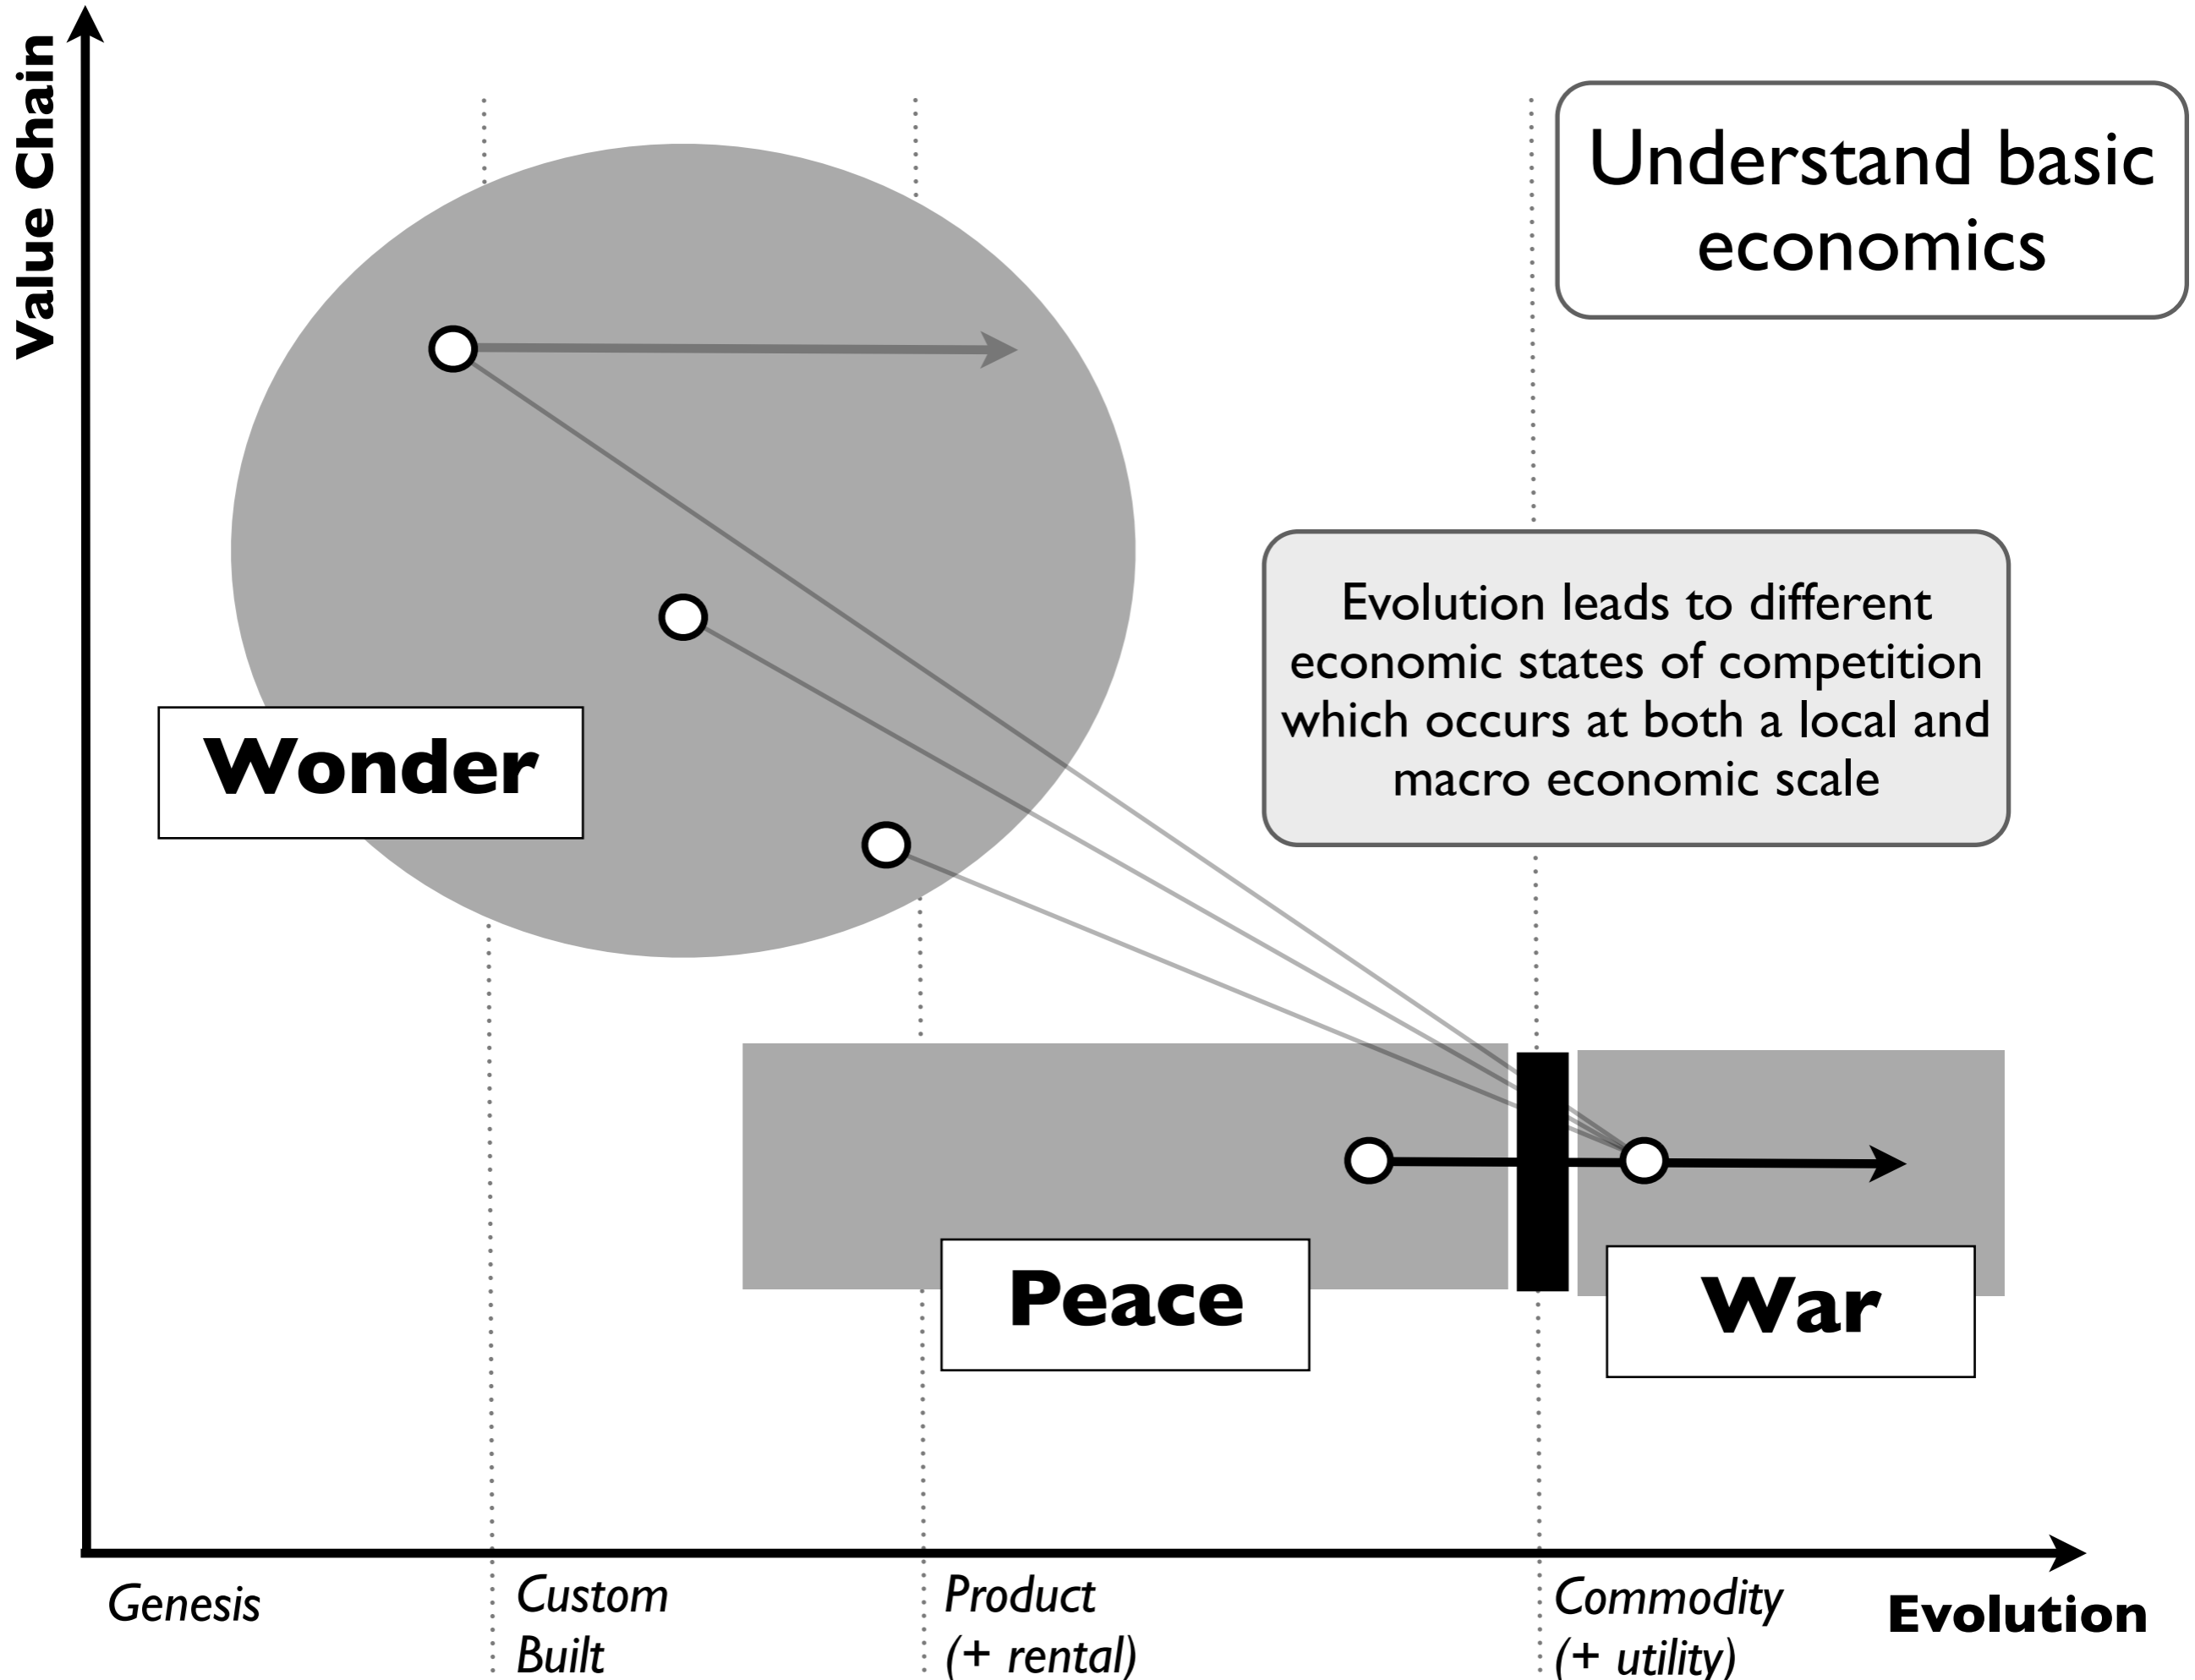 Value Chain
Understand basic
economics
Evolution leads to different
economic states of competition
which occurs at both a local and
macro economic scale
Wonder
Peace
War
Genesis
Custom
Built
Product
(+ rental)
Commodity
(+ utility)
Evolution